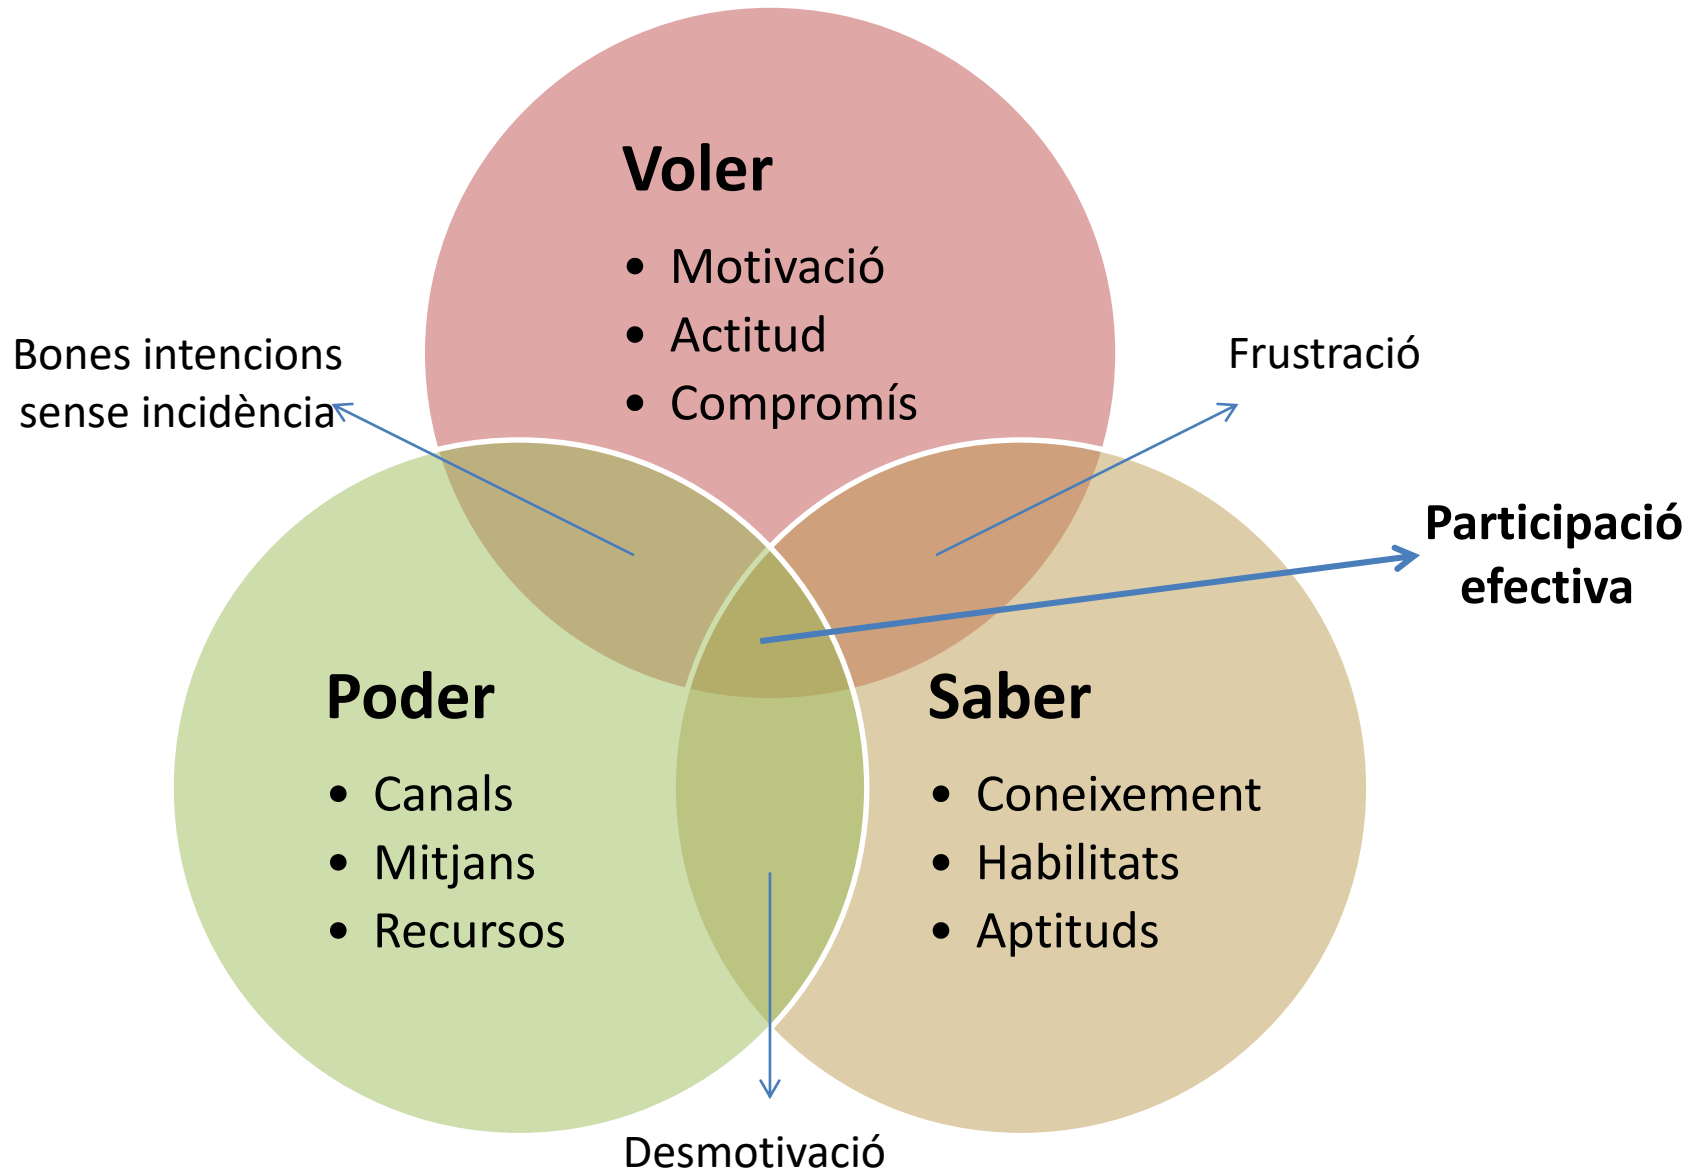 Voler
• Motivació
• Actitud
• Compromís
Bones intencions
sense incidència
Frustració
Participació
efectiva
Poder
• Canals
• Mitjans
• Recursos
Saber
• Coneixement
• Habilitats
• Aptituds
Desmotivació